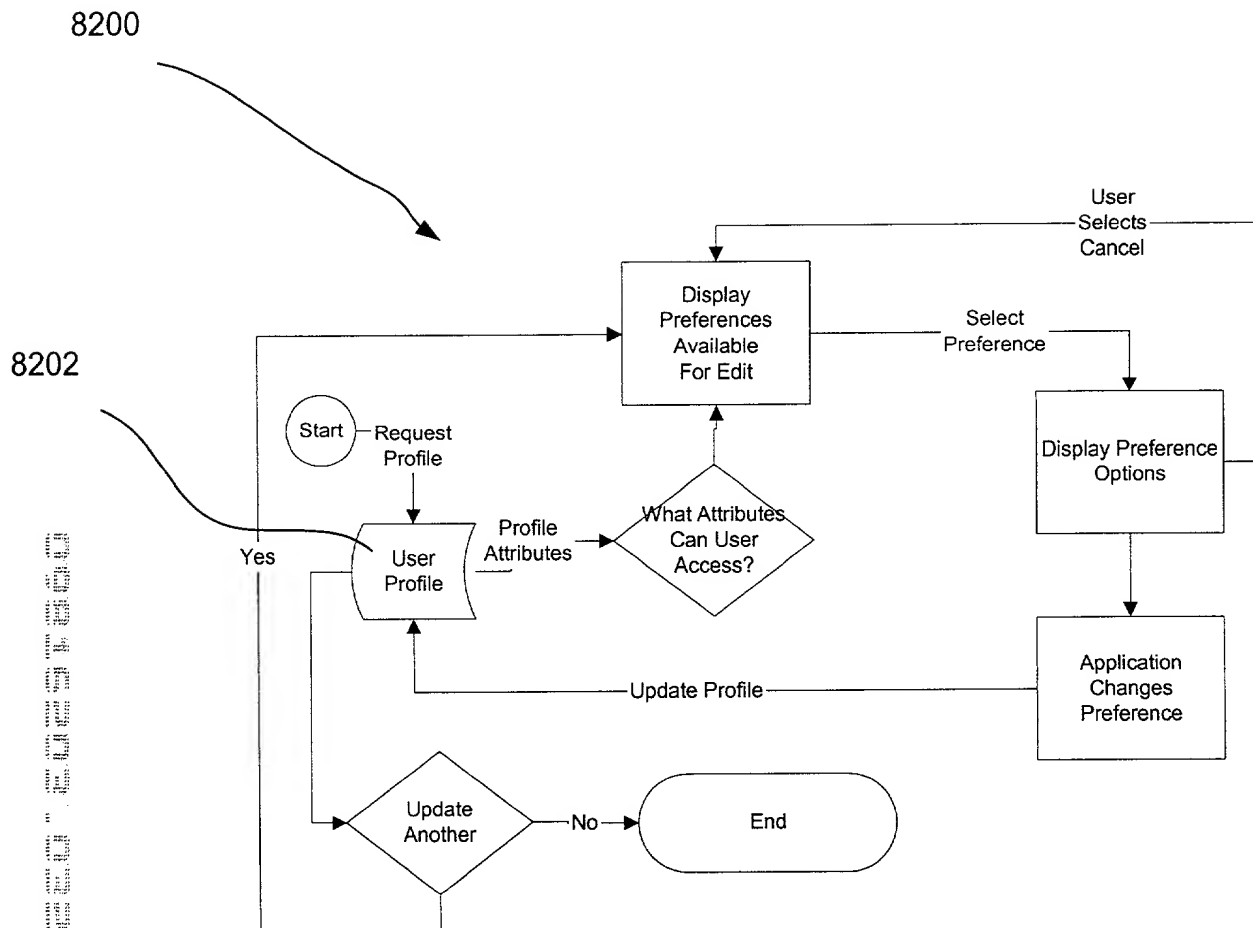 8200
User
Selects
Cancel
Display
Preferences
Available
For Edit
Select
Preference
8202
Start
Request
Profile
Display Preference
Options
What Attributes
Can User
Access?
Profile
Attributes
User
Profile
Yes
Application
Changes
Preference
Update Profile
Update
Another
No
End